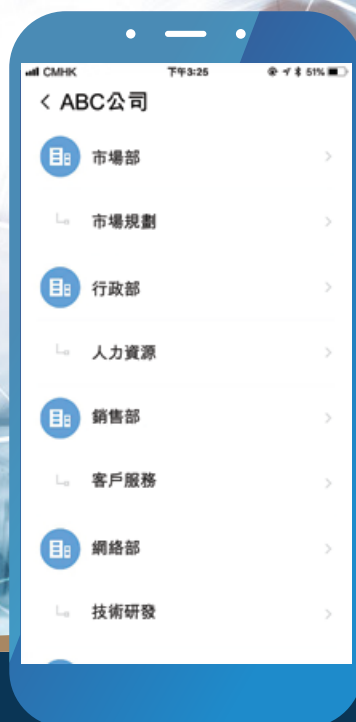 CMHK 下午3:25 51%
< ABC公司
市場部
市場規劃
行政部
人力資源
銷售部
客戶服務
網絡部
技術研發